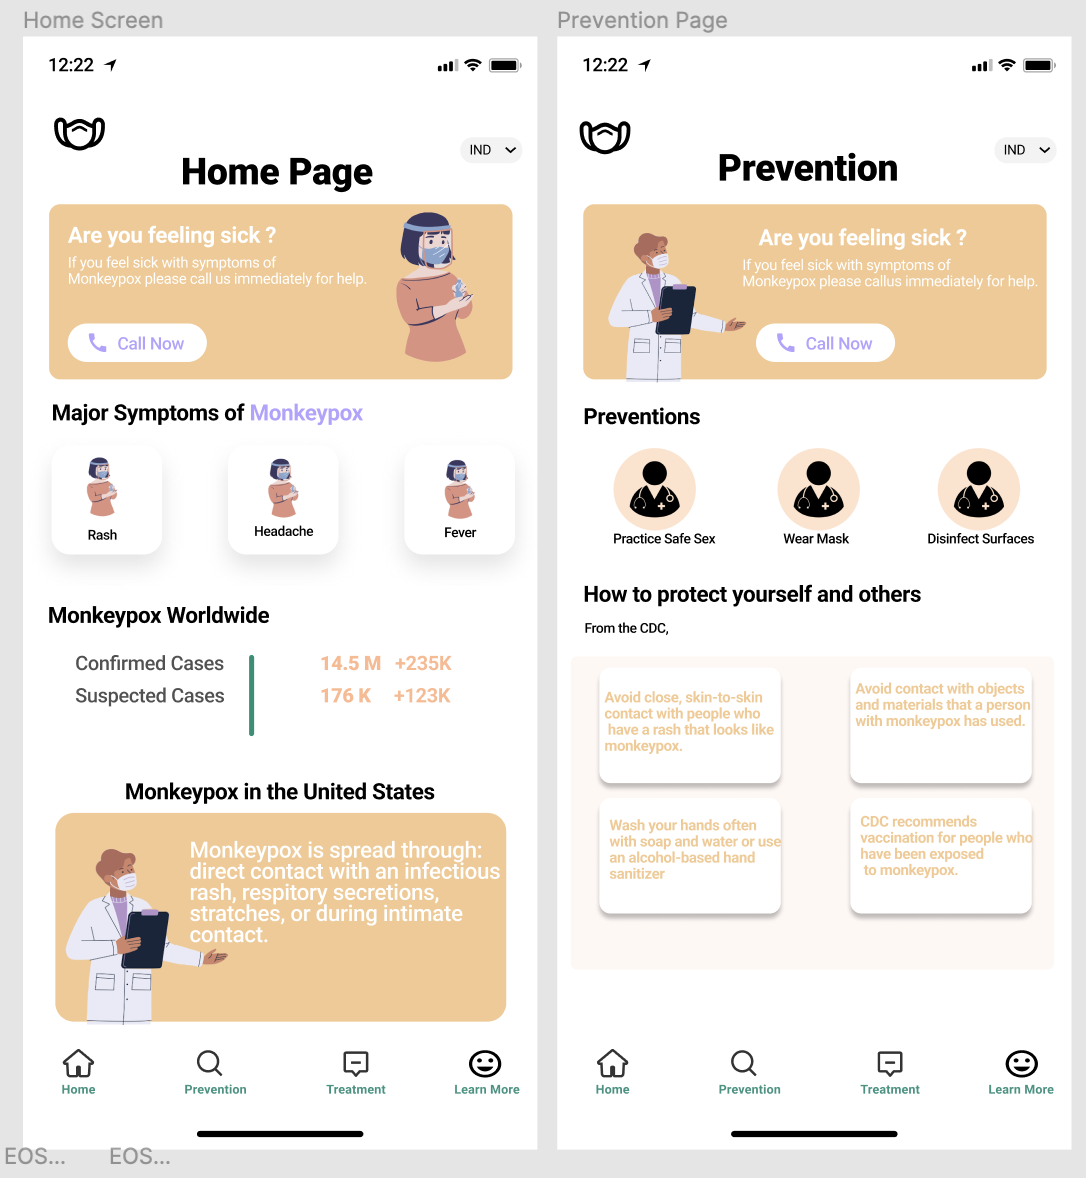 Home Screen
12:22
IND
Home Page
Are you feeling sick ?
If you feel sick with symptoms of
Monkeypox please call us immediately for help.
Call Now
Major Symptoms of Monkeypox
Rash
Headache
Fever
Monkeypox Worldwide
Confirmed Cases 14.5 M +235K
Suspected Cases 176 K +123K
Monkeypox in the United States
Monkeypox is spread through:
direct contact with an infectious
rash, respitory secretions,
stratches, or during intimate
contact.
Home
Prevention
Treatment
Learn More
EOS...
EOS...
Prevention Page
12:22
IND
Prevention
Are you feeling sick ?
If you feel sick with symptoms of
Monkeypox please callus immediately for help.
Call Now
Preventions
Practice Safe Sex
Wear Mask
Disinfect Surfaces
How to protect yourself and others
From the CDC,
Avoid close, skin-to-skin
contact with people who
have a rash that looks like
monkeypox.
Avoid contact with objects
and materials that a person
with monkeypox has used.
Wash your hands often
with soap and water or use
an alcohol-based hand
sanitizer
CDC recommends
vaccination for people who
have been exposed
to monkeypox.
Home
Prevention
Treatment
Learn More